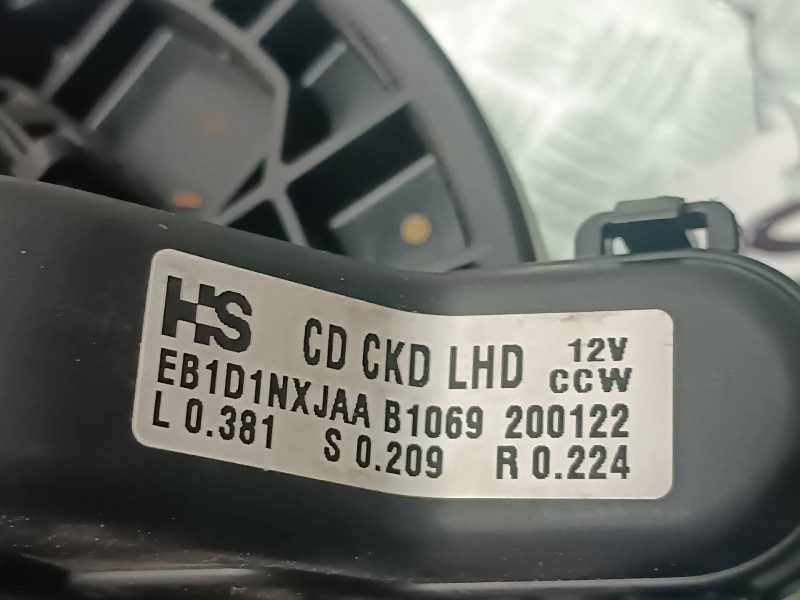 HS CD CKD LHD 12V
CCW
EB1D1NXJAA B1069 200122
L 0.381 S 0.209 R 0.224